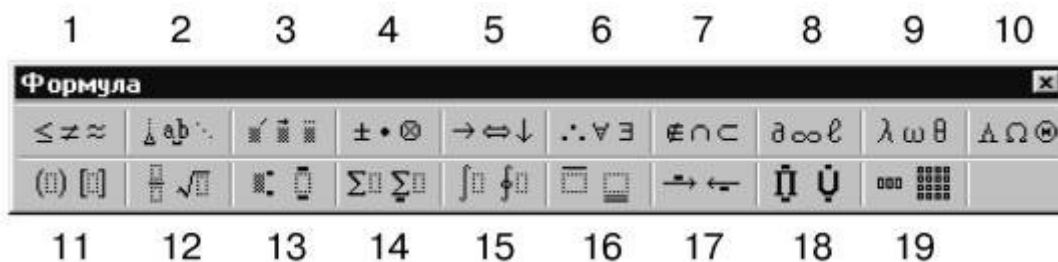 1 2 3 4 5 6 7 8 9 10
Формула
≤ ≠ ≈ ∆ ab ⋱ ± • ⊗ → ⇔ ↓ ∴ ∀ ∃ ∉ ∩ ⊂ ∂ ∞ ℓ λ ω θ Λ Ω Θ
(▯) [▯] √▯ Σ▯ Σ▯ ∫▯ ∮▯ → ← Π U
11 12 13 14 15 16 17 18 19